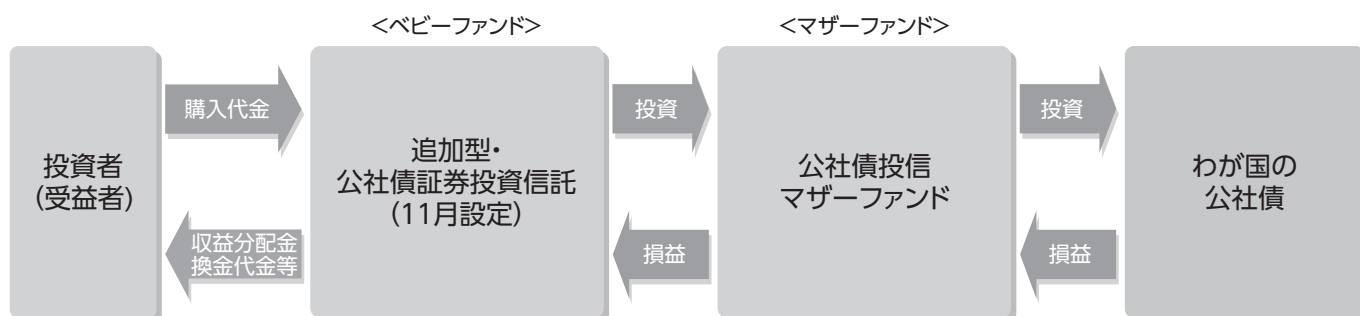 <ベビーファンド>
<マザーファンド>
投資者
(受益者)
購入代金
収益分配金
換金代金等
追加型・
公社債証券投資信託
(11月設定)
投資
損益
公社債投信
マザーファンド
投資
損益
わが国の
公社債